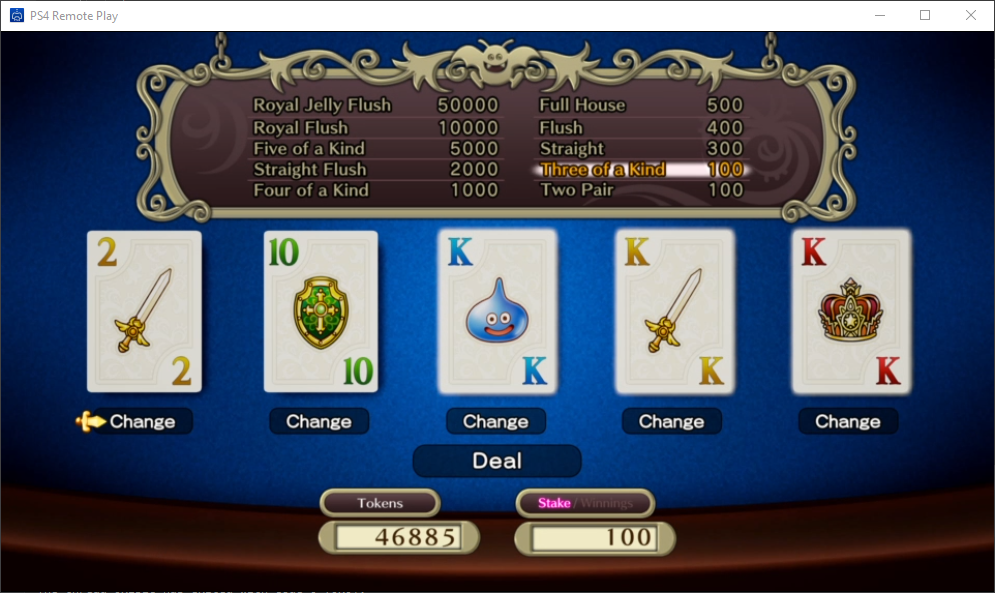 PS4 Remote Play
Royal Jelly Flush 50000 Full House 500
Royal Flush 10000 Flush 400
Five of a Kind 5000 Straight 300
Straight Flush 2000 Three of a Kind 100
Four of a Kind 1000 Two Pair 100
2 10 K K K
2 10 K K K
Change Change Change Change Change
Deal
Tokens Stake / Winnings
46885 100